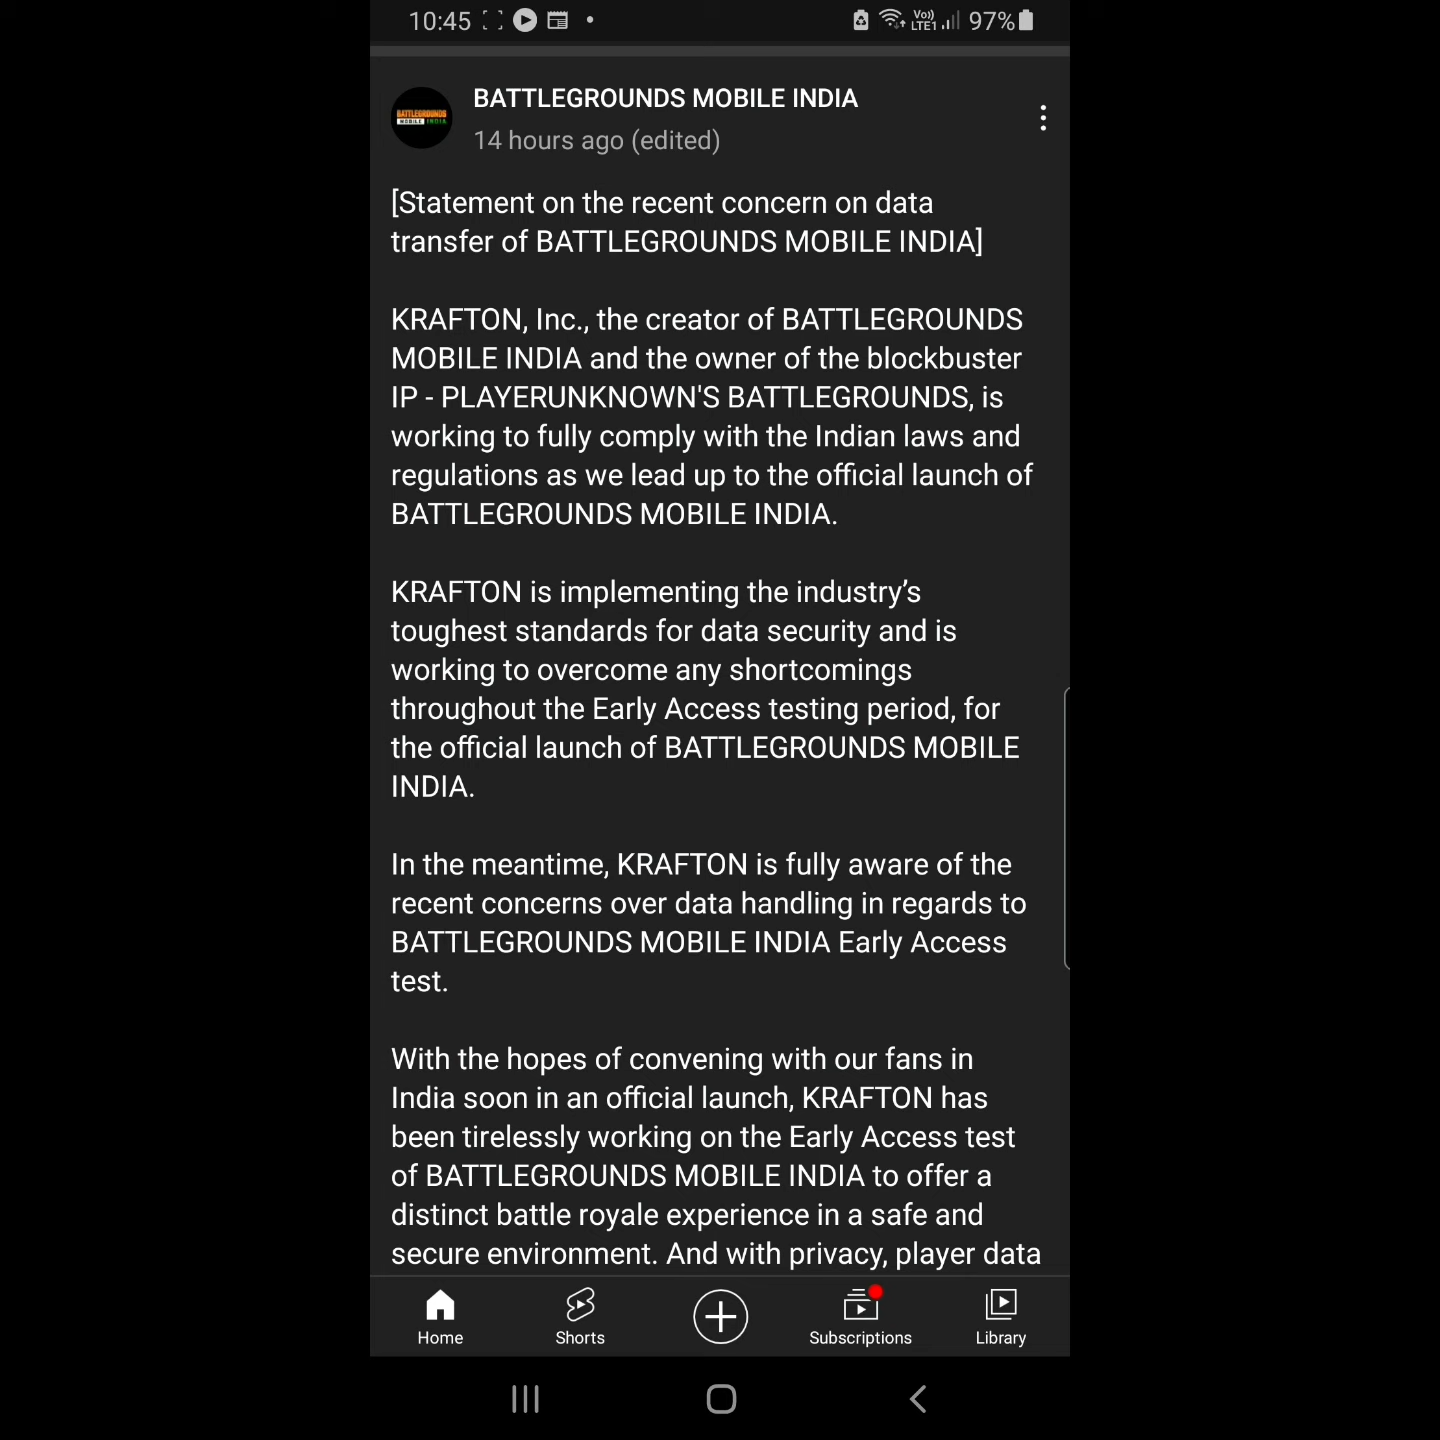 10:45
Vo))
LTE1
97%
BATTLEGROUNDS
MOBILE INDIA
BATTLEGROUNDS MOBILE INDIA
14 hours ago (edited)
[Statement on the recent concern on data
transfer of BATTLEGROUNDS MOBILE INDIA]
KRAFTON, Inc., the creator of BATTLEGROUNDS
MOBILE INDIA and the owner of the blockbuster
IP - PLAYERUNKNOWN'S BATTLEGROUNDS, is
working to fully comply with the Indian laws and
regulations as we lead up to the official launch of
BATTLEGROUNDS MOBILE INDIA.
KRAFTON is implementing the industry’s
toughest standards for data security and is
working to overcome any shortcomings
throughout the Early Access testing period, for
the official launch of BATTLEGROUNDS MOBILE
INDIA.
In the meantime, KRAFTON is fully aware of the
recent concerns over data handling in regards to
BATTLEGROUNDS MOBILE INDIA Early Access
test.
With the hopes of convening with our fans in
India soon in an official launch, KRAFTON has
been tirelessly working on the Early Access test
of BATTLEGROUNDS MOBILE INDIA to offer a
distinct battle royale experience in a safe and
secure environment. And with privacy, player data
Home
Shorts
Subscriptions
Library